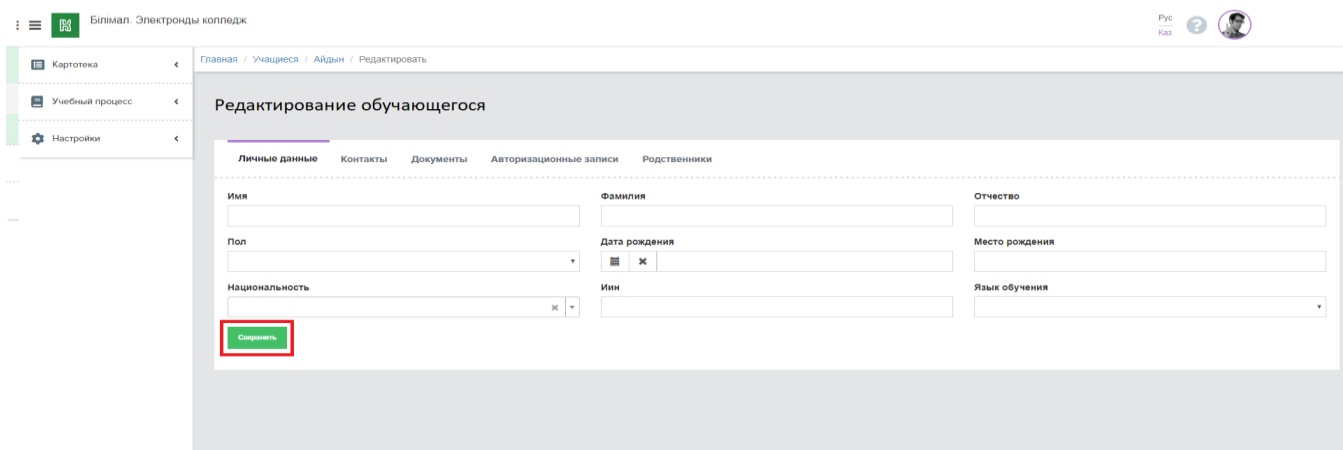 Білімал. Электронды колледж
Рус
Каз
?
Картотека
Учебный процесс
Настройки
Главная / Учащиеся / Айдын / Редактировать
Редактирование обучающегося
Личные данные Контакты Документы Авторизационные записи Родственники
Имя Фамилия Отчество
Пол Дата рождения Место рождения
Национальность Иин Язык обучения
Сохранить